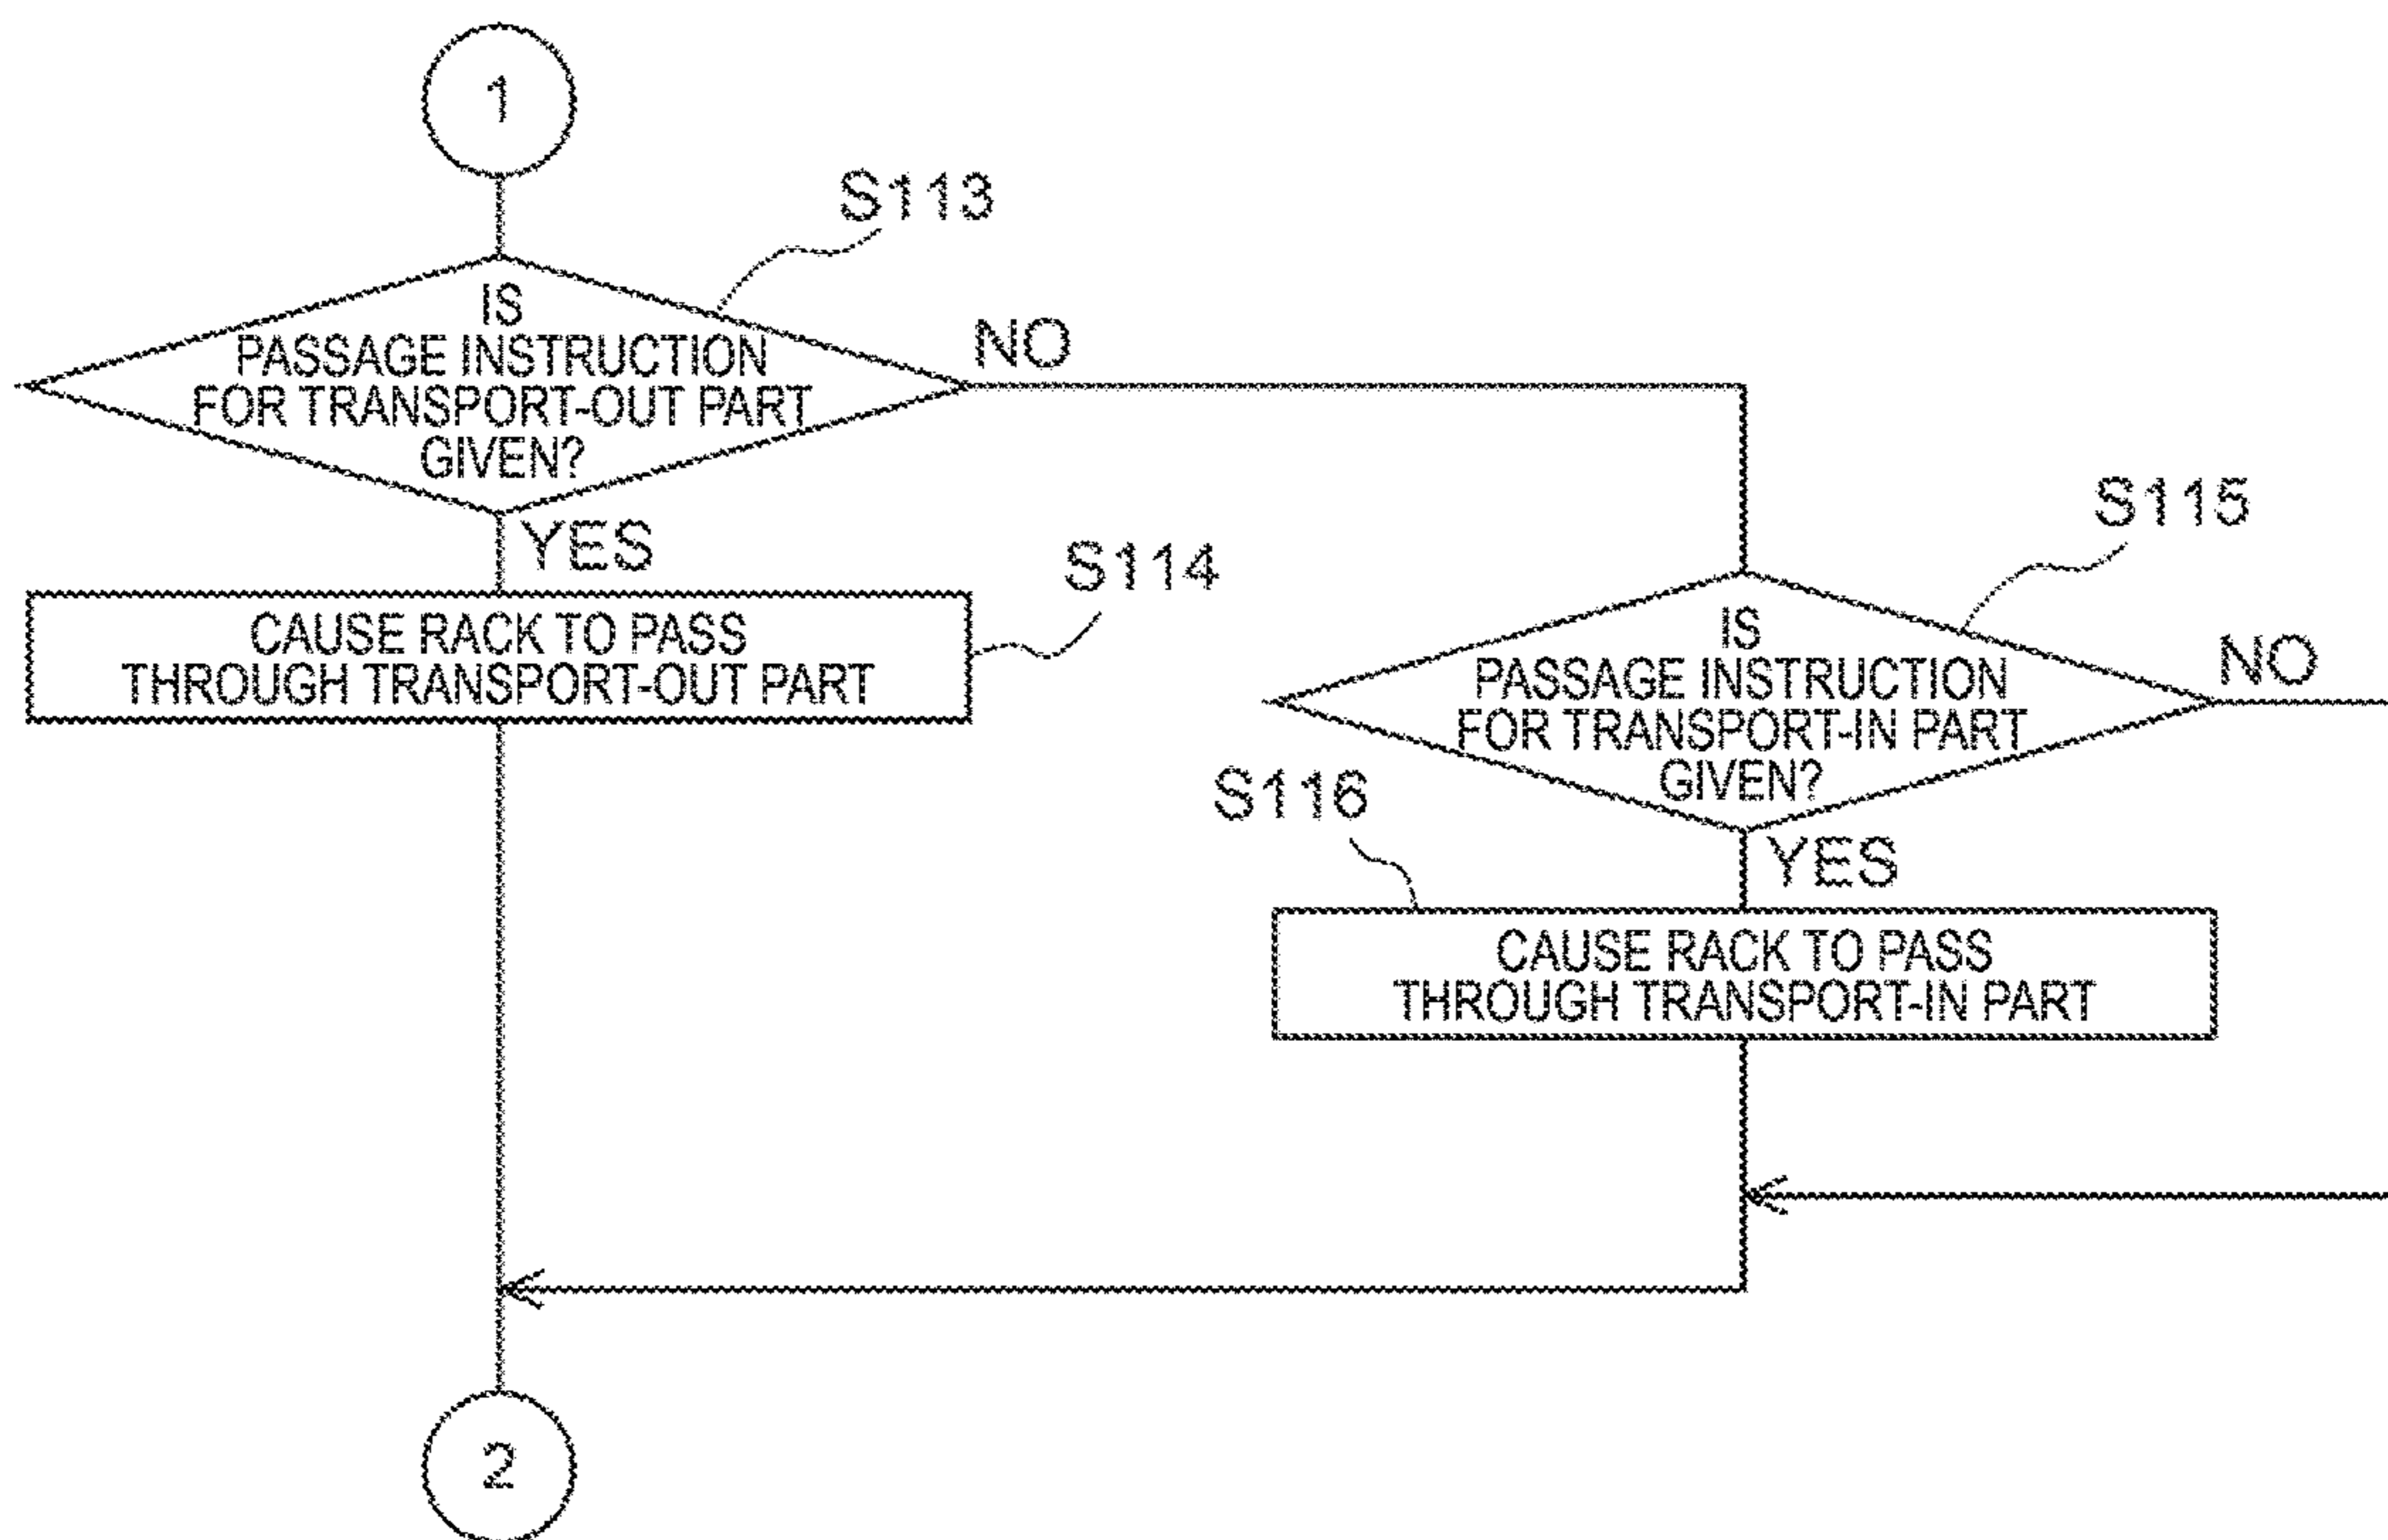 1
S113
IS
PASSAGE INSTRUCTION
FOR TRANSPORT-OUT PART
GIVEN?
NO
YES
S114
CAUSE RACK TO PASS
THROUGH TRANSPORT-OUT PART
S115
IS
PASSAGE INSTRUCTION
FOR TRANSPORT-IN PART
GIVEN?
NO
YES
S116
CAUSE RACK TO PASS
THROUGH TRANSPORT-IN PART
2